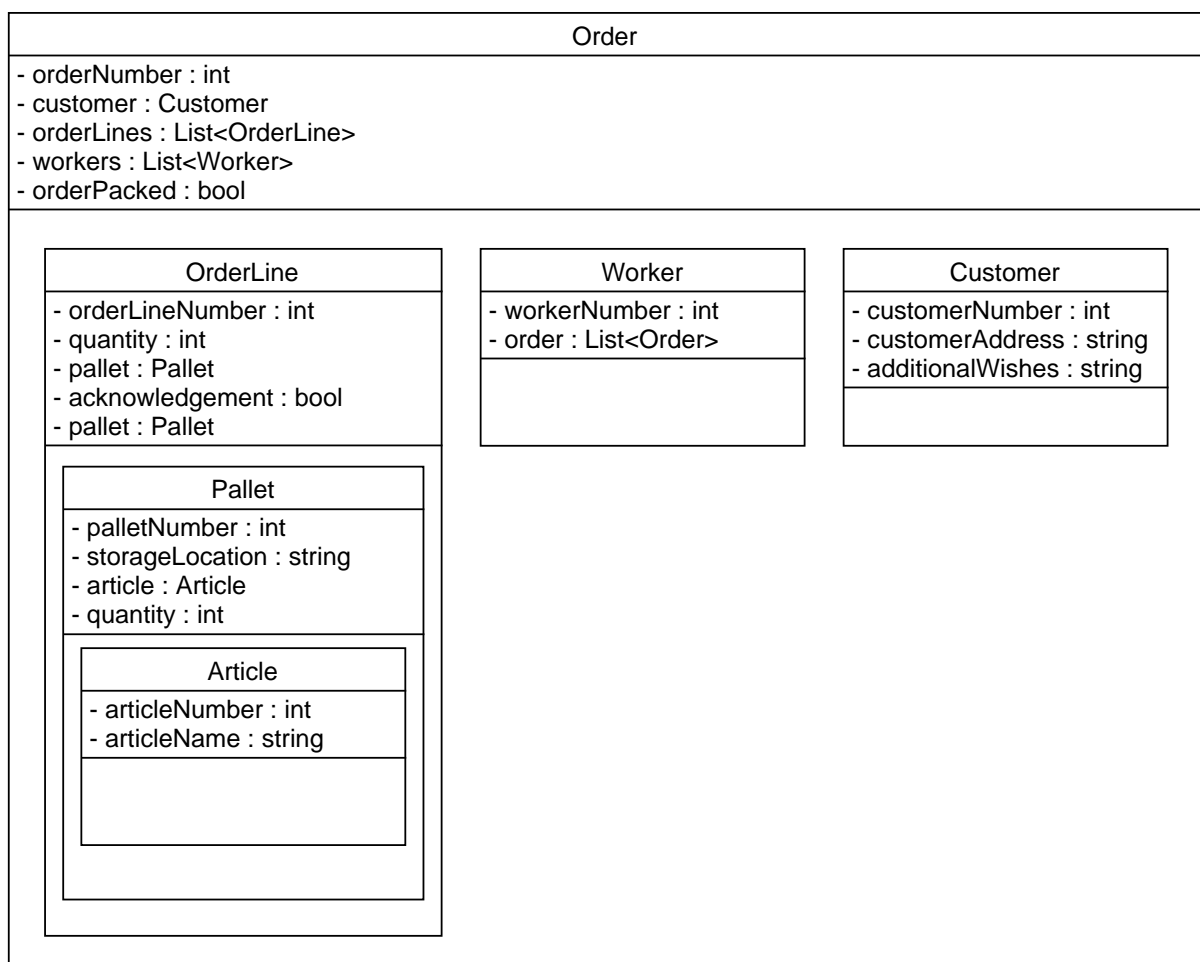 Order
- orderNumber : int
- customer : Customer
- orderLines : List<OrderLine>
- workers : List<Worker>
- orderPacked : bool
OrderLine
- orderLineNumber : int
- quantity : int
- pallet : Pallet
- acknowledgement : bool
- pallet : Pallet
Pallet
- palletNumber : int
- storageLocation : string
- article : Article
- quantity : int
Article
- articleNumber : int
- articleName : string
Worker
- workerNumber : int
- order : List<Order>
Customer
- customerNumber : int
- customerAddress : string
- additionalWishes : string